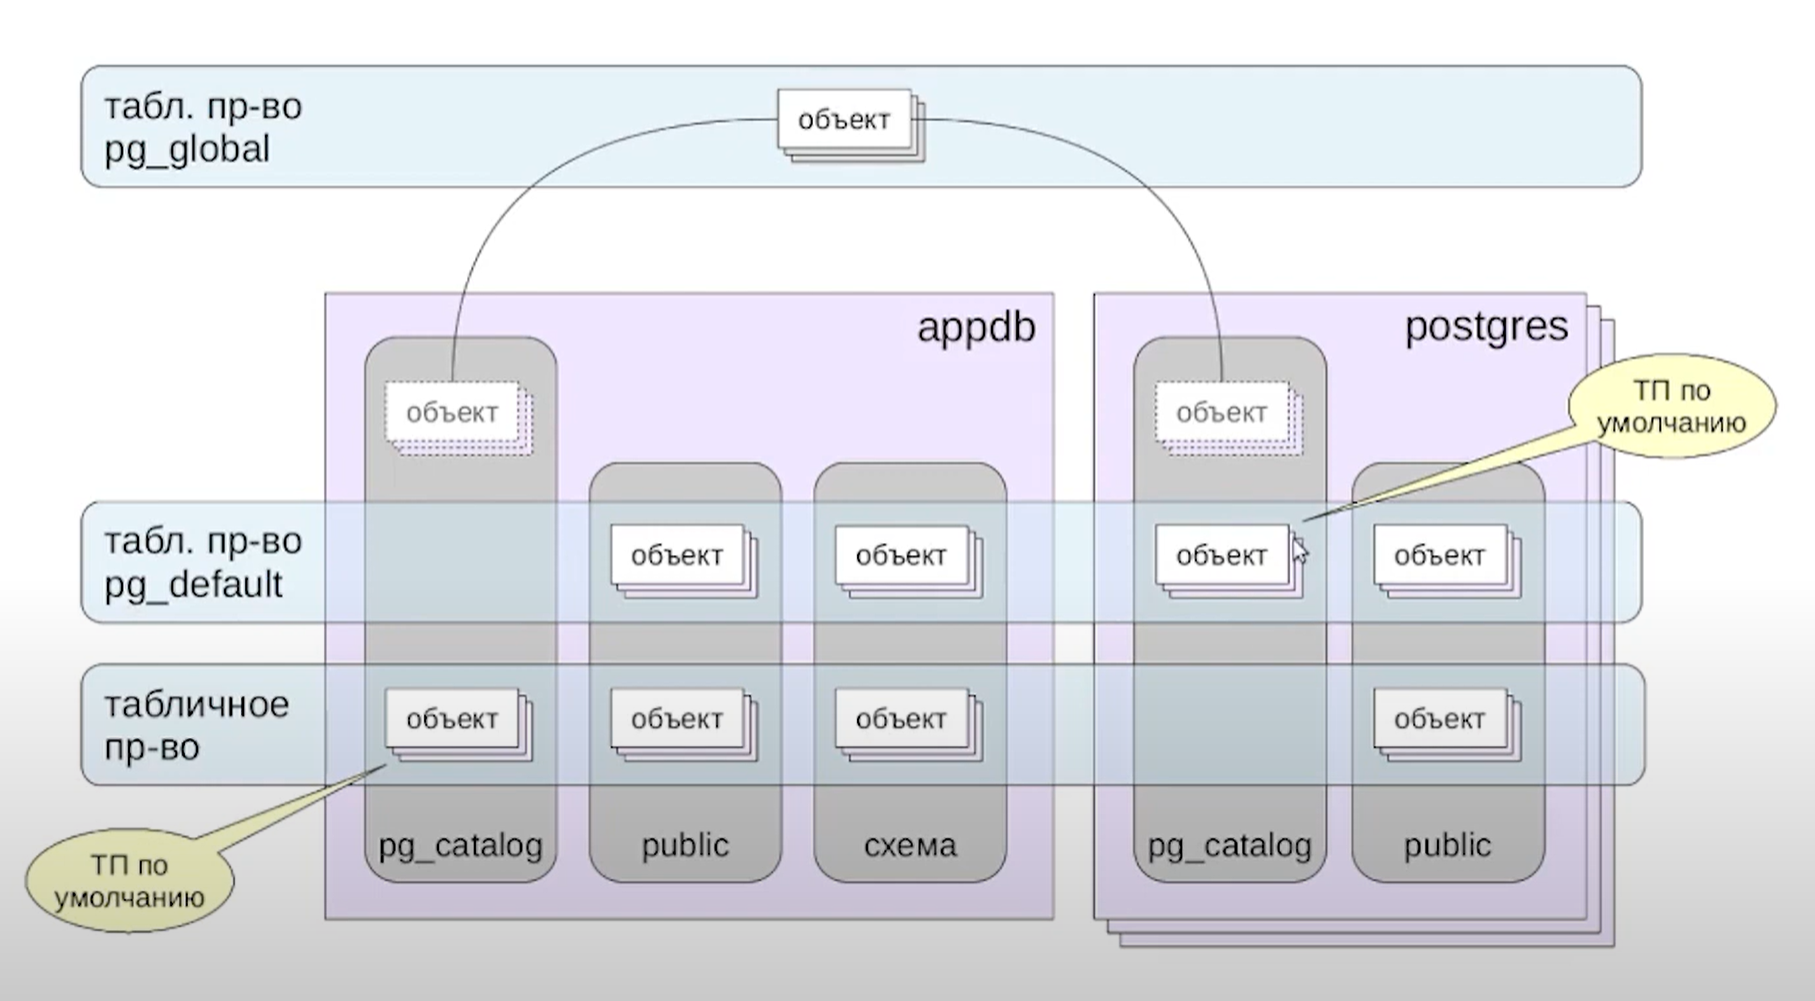 табл. пр-во
pg_global
объект
appdb
postgres
объект
объект
ТП по
умолчанию
табл. пр-во
pg_default
объект
объект
объект
объект
табличное
пр-во
объект
объект
объект
объект
pg_catalog
public
схема
pg_catalog
public
ТП по
умолчанию